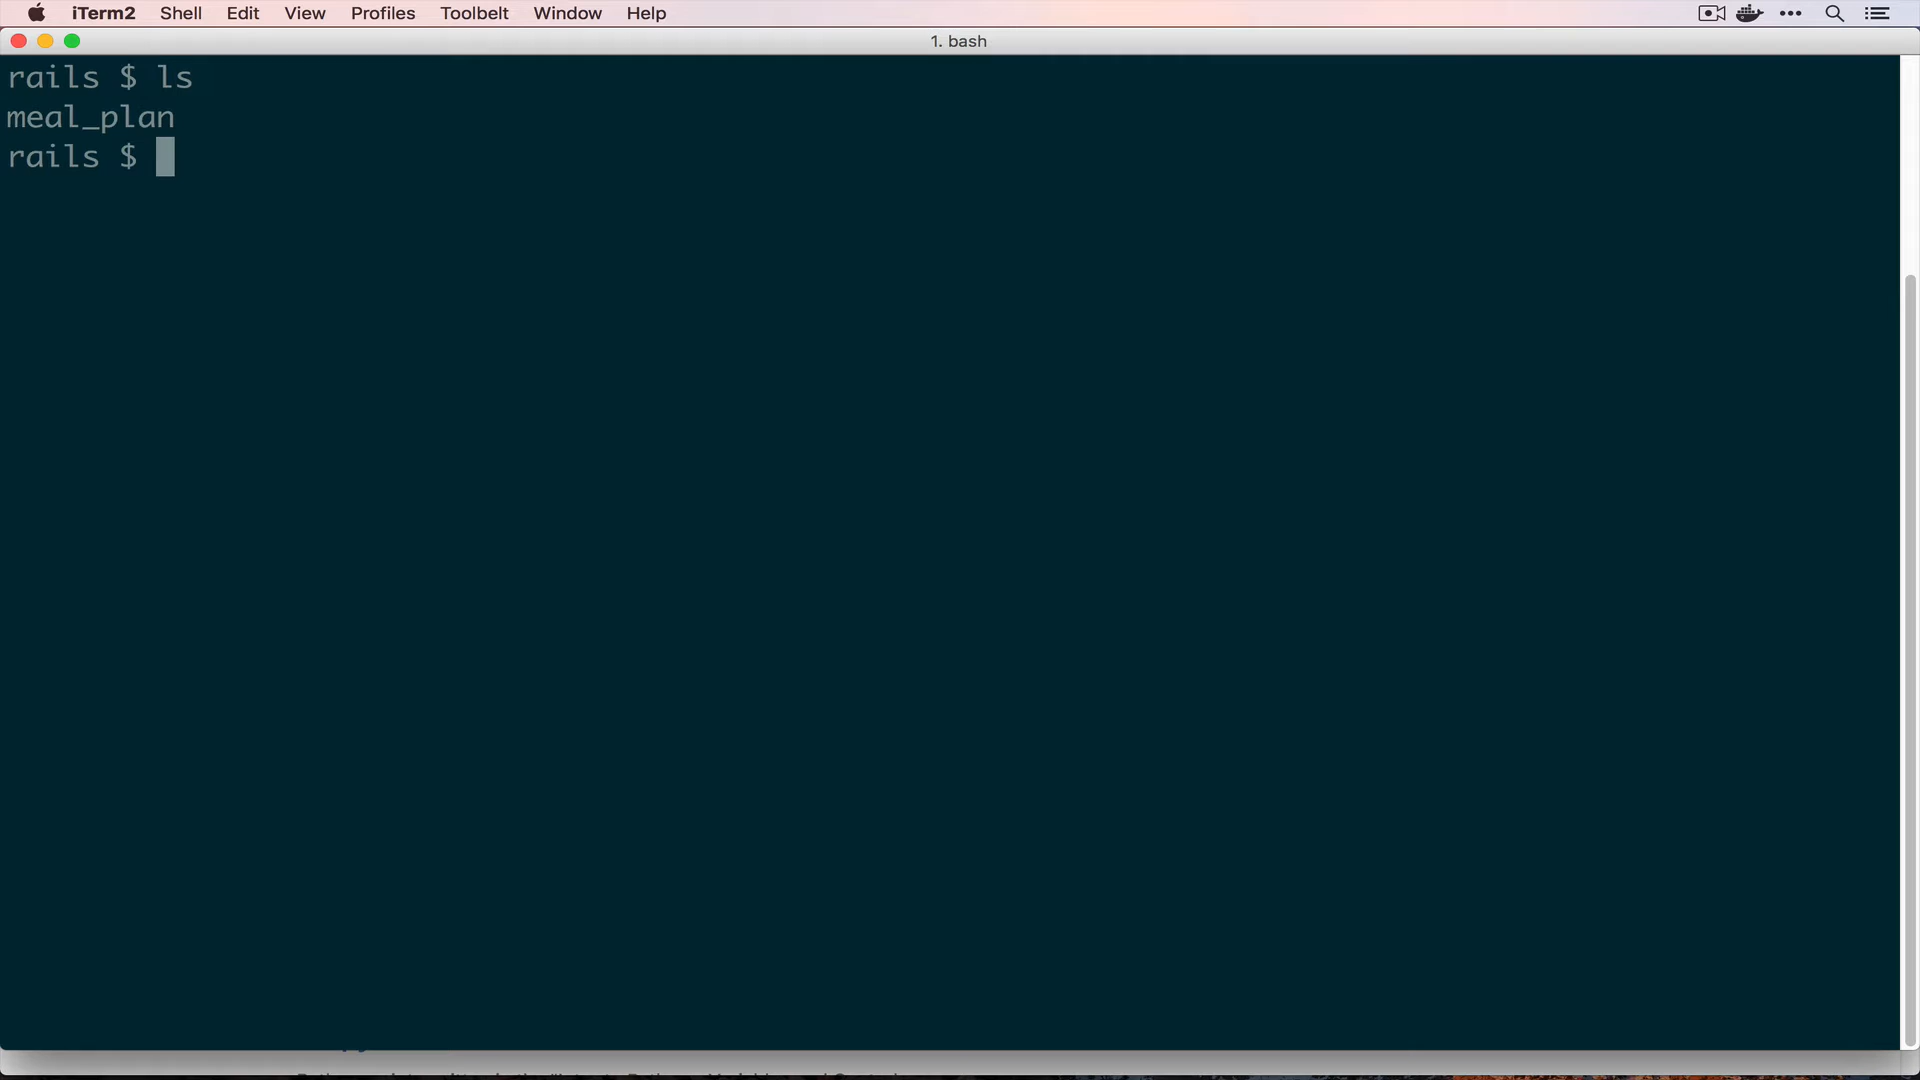 iTerm2 Shell Edit View Profiles Toolbelt Window Help
1. bash
rails $ ls
meal_plan
rails $